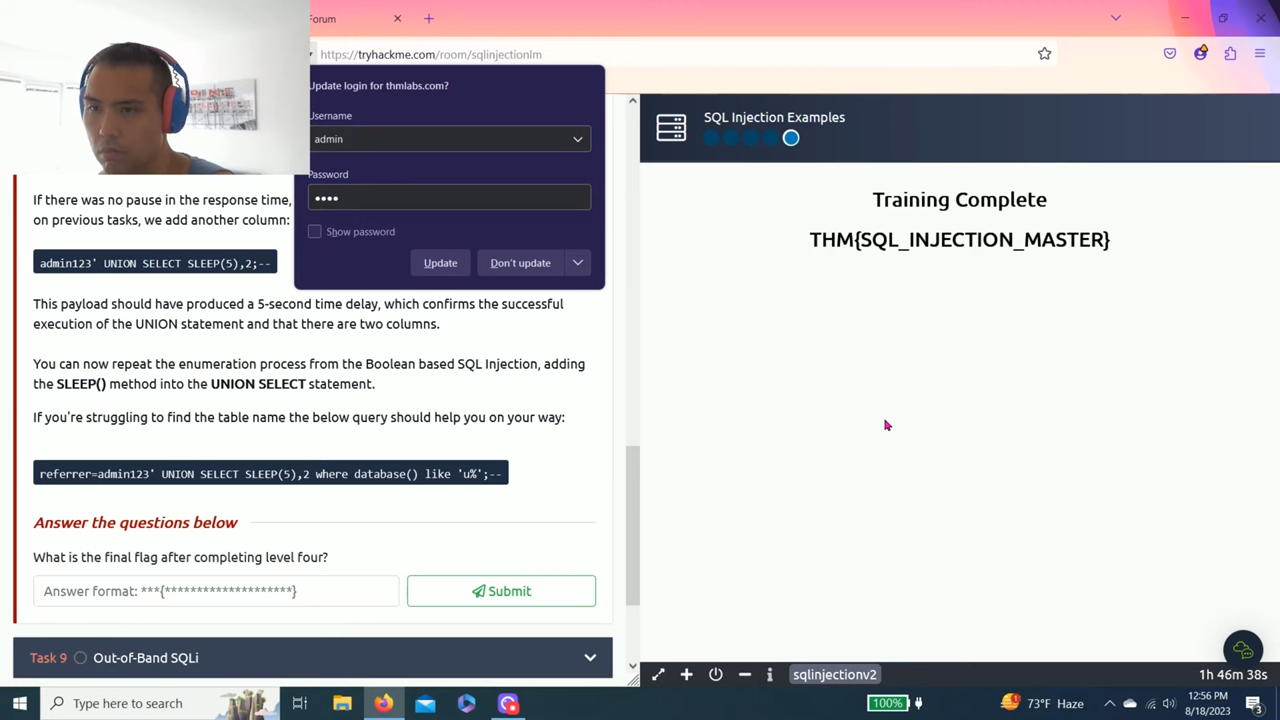 Forum
https://tryhackme.com/room/sqlinjectionlm
Update login for thmlabs.com?
Username
admin
Password
••••
Show password
Update
Don't update
If there was no pause in the response time,
on previous tasks, we add another column:
admin123' UNION SELECT SLEEP(5),2;--
This payload should have produced a 5-second time delay, which confirms the successful
execution of the UNION statement and that there are two columns.
You can now repeat the enumeration process from the Boolean based SQL Injection, adding
the SLEEP() method into the UNION SELECT statement.
If you're struggling to find the table name the below query should help you on your way:
referrer=admin123' UNION SELECT SLEEP(5),2 where database() like 'u%';--
Answer the questions below
What is the final flag after completing level four?
Answer format: ***{********************}
Submit
Task 9
Out-of-Band SQLi
SQL Injection Examples
Training Complete
THM{SQL_INJECTION_MASTER}
sqlinjectionv2
1h 46m 38s
Type here to search
100%
73°F Haze
12:56 PM
8/18/2023
3